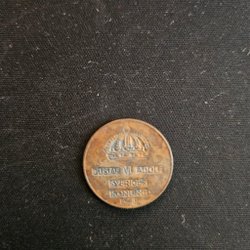 GUSTAF VI ADOLF
SVERIGES
KONUNG